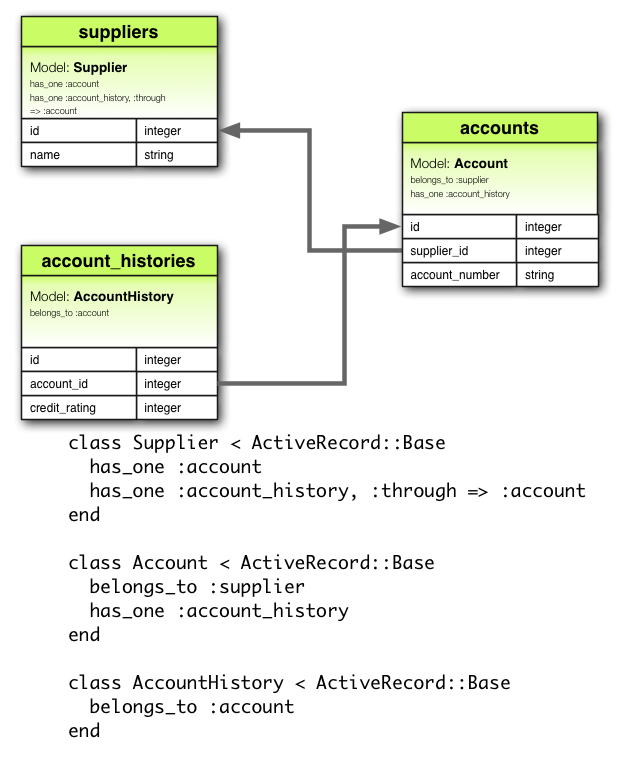 suppliers
Model: Supplier
has_one :account
has_one :account_history, :through
=> :account
id integer
name string
accounts
Model: Account
belongs_to :supplier
has_one :account_history
id integer
supplier_id integer
account_number string
account_histories
Model: AccountHistory
belongs_to :account
id integer
account_id integer
credit_rating integer
class Supplier < ActiveRecord::Base
  has_one :account
  has_one :account_history, :through => :account
end
class Account < ActiveRecord::Base
  belongs_to :supplier
  has_one :account_history
end
class AccountHistory < ActiveRecord::Base
  belongs_to :account
end